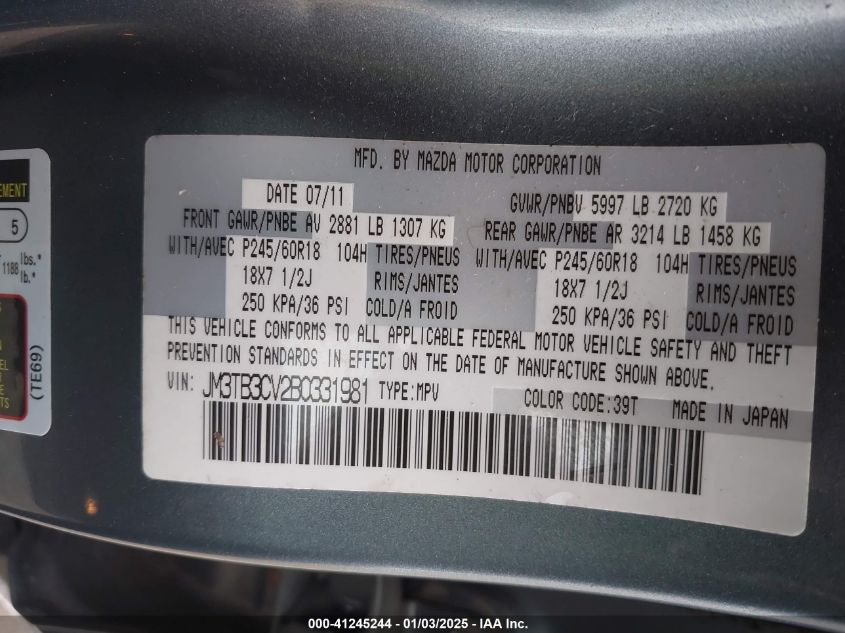 MFD. BY MAZDA MOTOR CORPORATION
DATE 07/11
GVWR/PNBV 5997 LB 2720 KG
FRONT GAWR/PNBE AV 2881 LB 1307 KG
REAR GAWR/PNBE AR 3214 LB 1458 KG
WITH/AVEC P245/60R18 104H TIRES/PNEUS
WITH/AVEC P245/60R18 104H TIRES/PNEUS
18X7 1/2J RIMS/JANTES
18X7 1/2J RIMS/JANTES
250 KPA/36 PSI COLD/A FROID
250 KPA/36 PSI COLD/A FROID
THIS VEHICLE CONFORMS TO ALL APPLICABLE FEDERAL MOTOR VEHICLE SAFETY AND THEFT
PREVENTION STANDARDS IN EFFECT ON THE DATE OF MANUFACTURE SHOWN ABOVE.
VIN: JM3TB3CV2B0331981 TYPE:MPV
COLOR CODE:39T MADE IN JAPAN
5
1188 lbs.*
lb.*
(TE69)
000-41245244 - 01/03/2025 - IAA Inc.